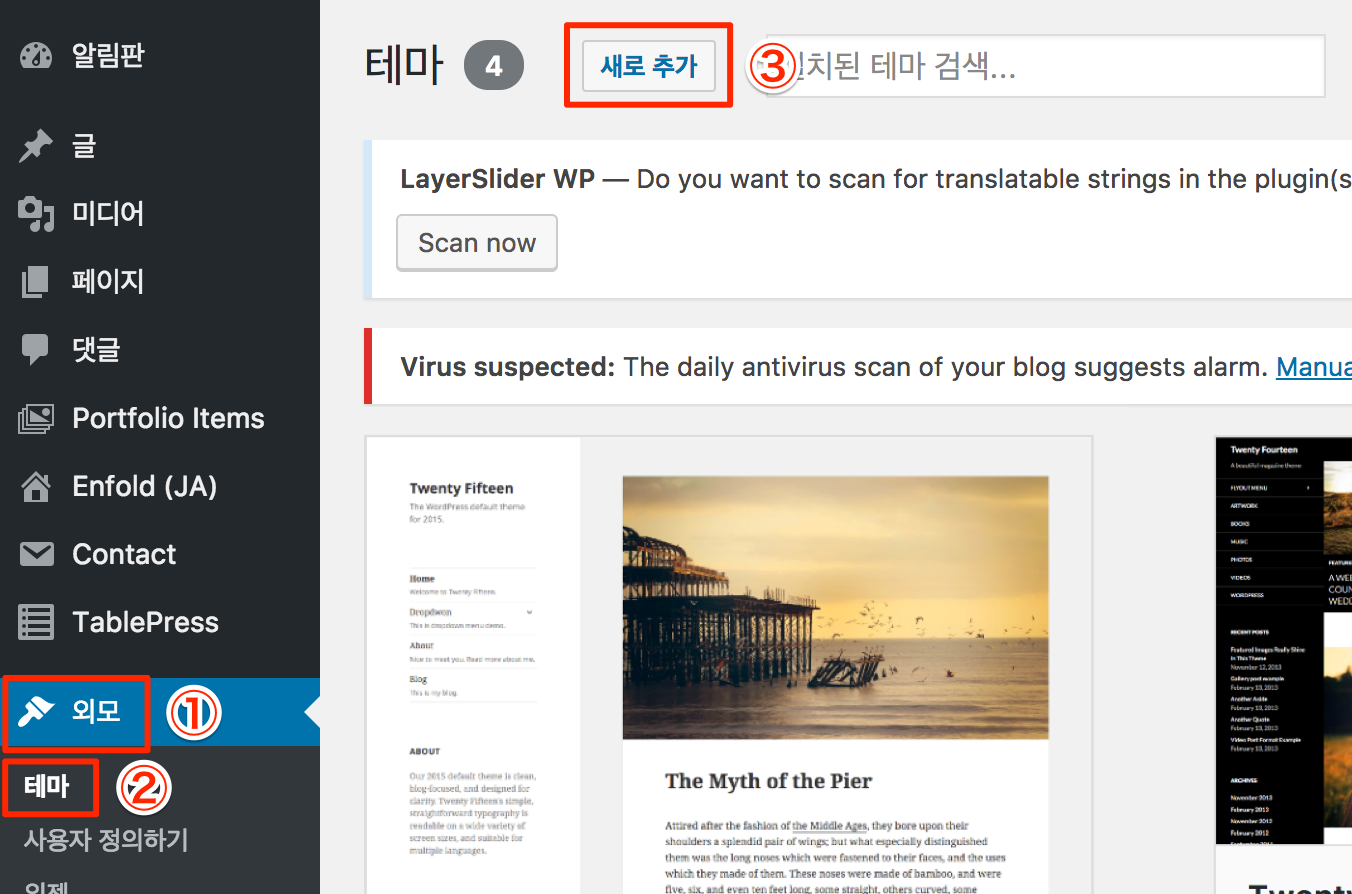 알림판
글
미디어
페이지
댓글
Portfolio Items
Enfold (JA)
Contact
TablePress
외모 ①
테마 ②
사용자 정의하기
위젯
테마 4 새로 추가 ③ 치된 테마 검색...
LayerSlider WP — Do you want to scan for translatable strings in the plugin(s
Scan now
Virus suspected: The daily antivirus scan of your blog suggests alarm. Manua
Twenty Fifteen
The WordPress default theme
for 2015.
Home
Welcome to Twenty Fifteen.
Dropdwon
This is dropdown menu demo.
About
Nice to meet you. Read more about me.
Blog
This is my blog.
ABOUT
Our 2015 default theme is clean,
blog-focused, and designed for
clarity. Twenty Fifteen's simple,
straightforward typography is
readable on a wide variety of
screen sizes, and suitable for
multiple languages.
The Myth of the Pier
Attired after the fashion of the Middle Ages, they bore upon their
shoulders a splendid pair of wings; but what especially distinguished
them was the long noses which were fastened to their faces, and the uses
which they made of them. These noses were made of bamboo, and were
five, six, and even ten feet long, some straight, others curved, some
Twenty Fourteen
A beautiful magazine theme
FLYOUT MENU
ARTWORK
BOOKS
MUSIC
PHOTOS
VIDEOS
WORDPRESS
FEATURE
A WEE
COUN
WEDD
RECENT POSTS
Featured Images Really Shine
in This Theme
November 12, 2013
Gallery post example
February 13, 2013
Another Aside
February 13, 2013
Another Quote
February 13, 2013
Video Post Format Example
February 13, 2013
ARCHIVES
November 2013
February 2013
November 2012
February 2012
Twenty